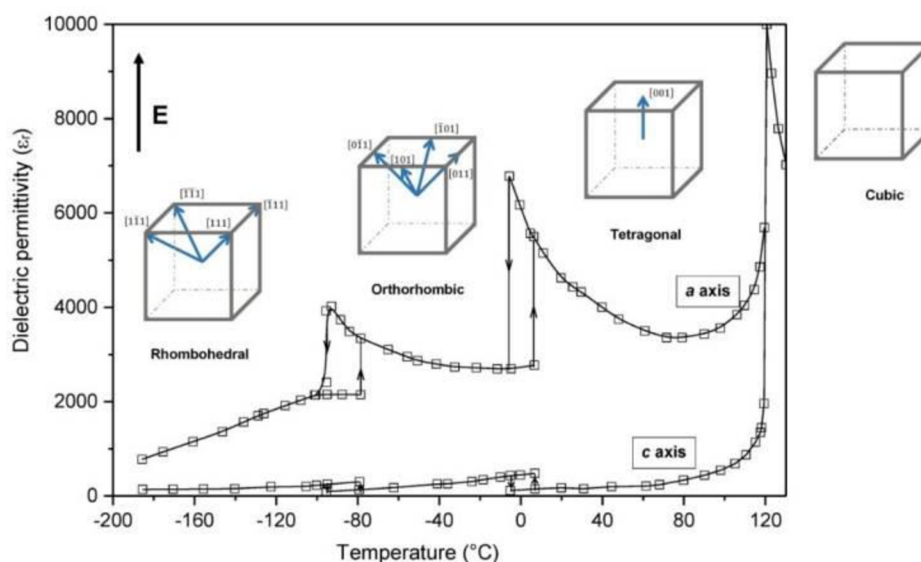 10000
8000
6000
4000
2000
0
Dielectric permittivity (εr)
E
[11̄1]
[1̄1̄1]
[111]
[1̄11]
Rhombohedral
[01̄1]
[1̄01]
[101]
[011]
Orthorhombic
[001]
Tetragonal
Cubic
a axis
c axis
-200 -160 -120 -80 -40 0 40 80 120
Temperature (°C)